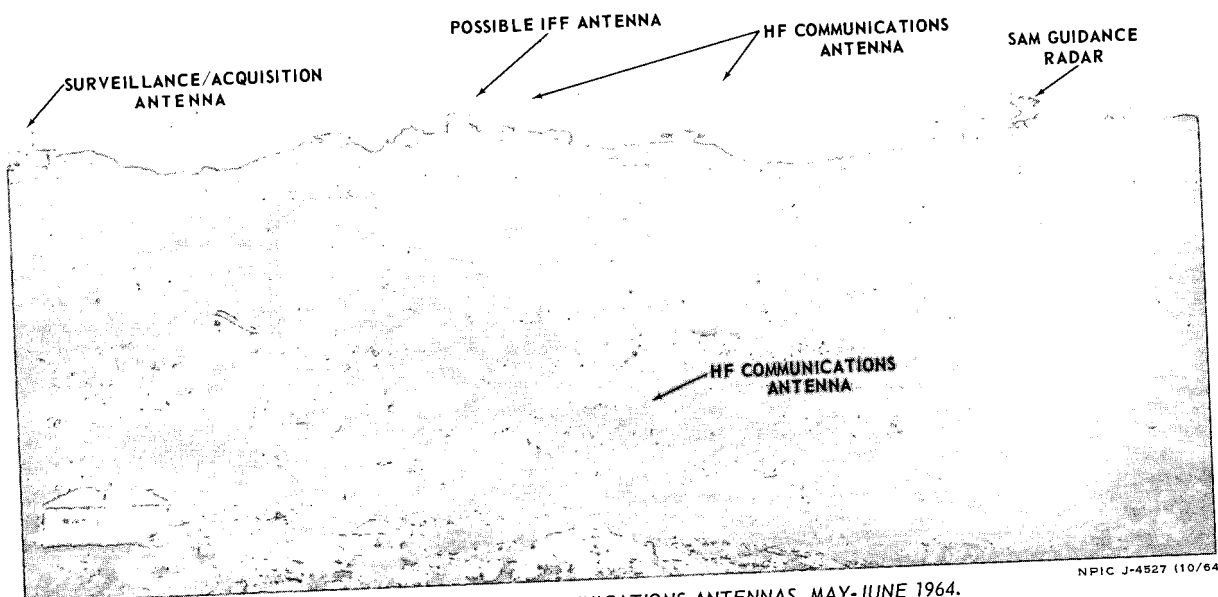 POSSIBLE IFF ANTENNA
HF COMMUNICATIONS
ANTENNA
SAM GUIDANCE
RADAR
SURVEILLANCE/ACQUISITION
ANTENNA
HF COMMUNICATIONS
ANTENNA
NPIC J-4527 (10/64
ANTENNAS, MAY-JUNE 1964.